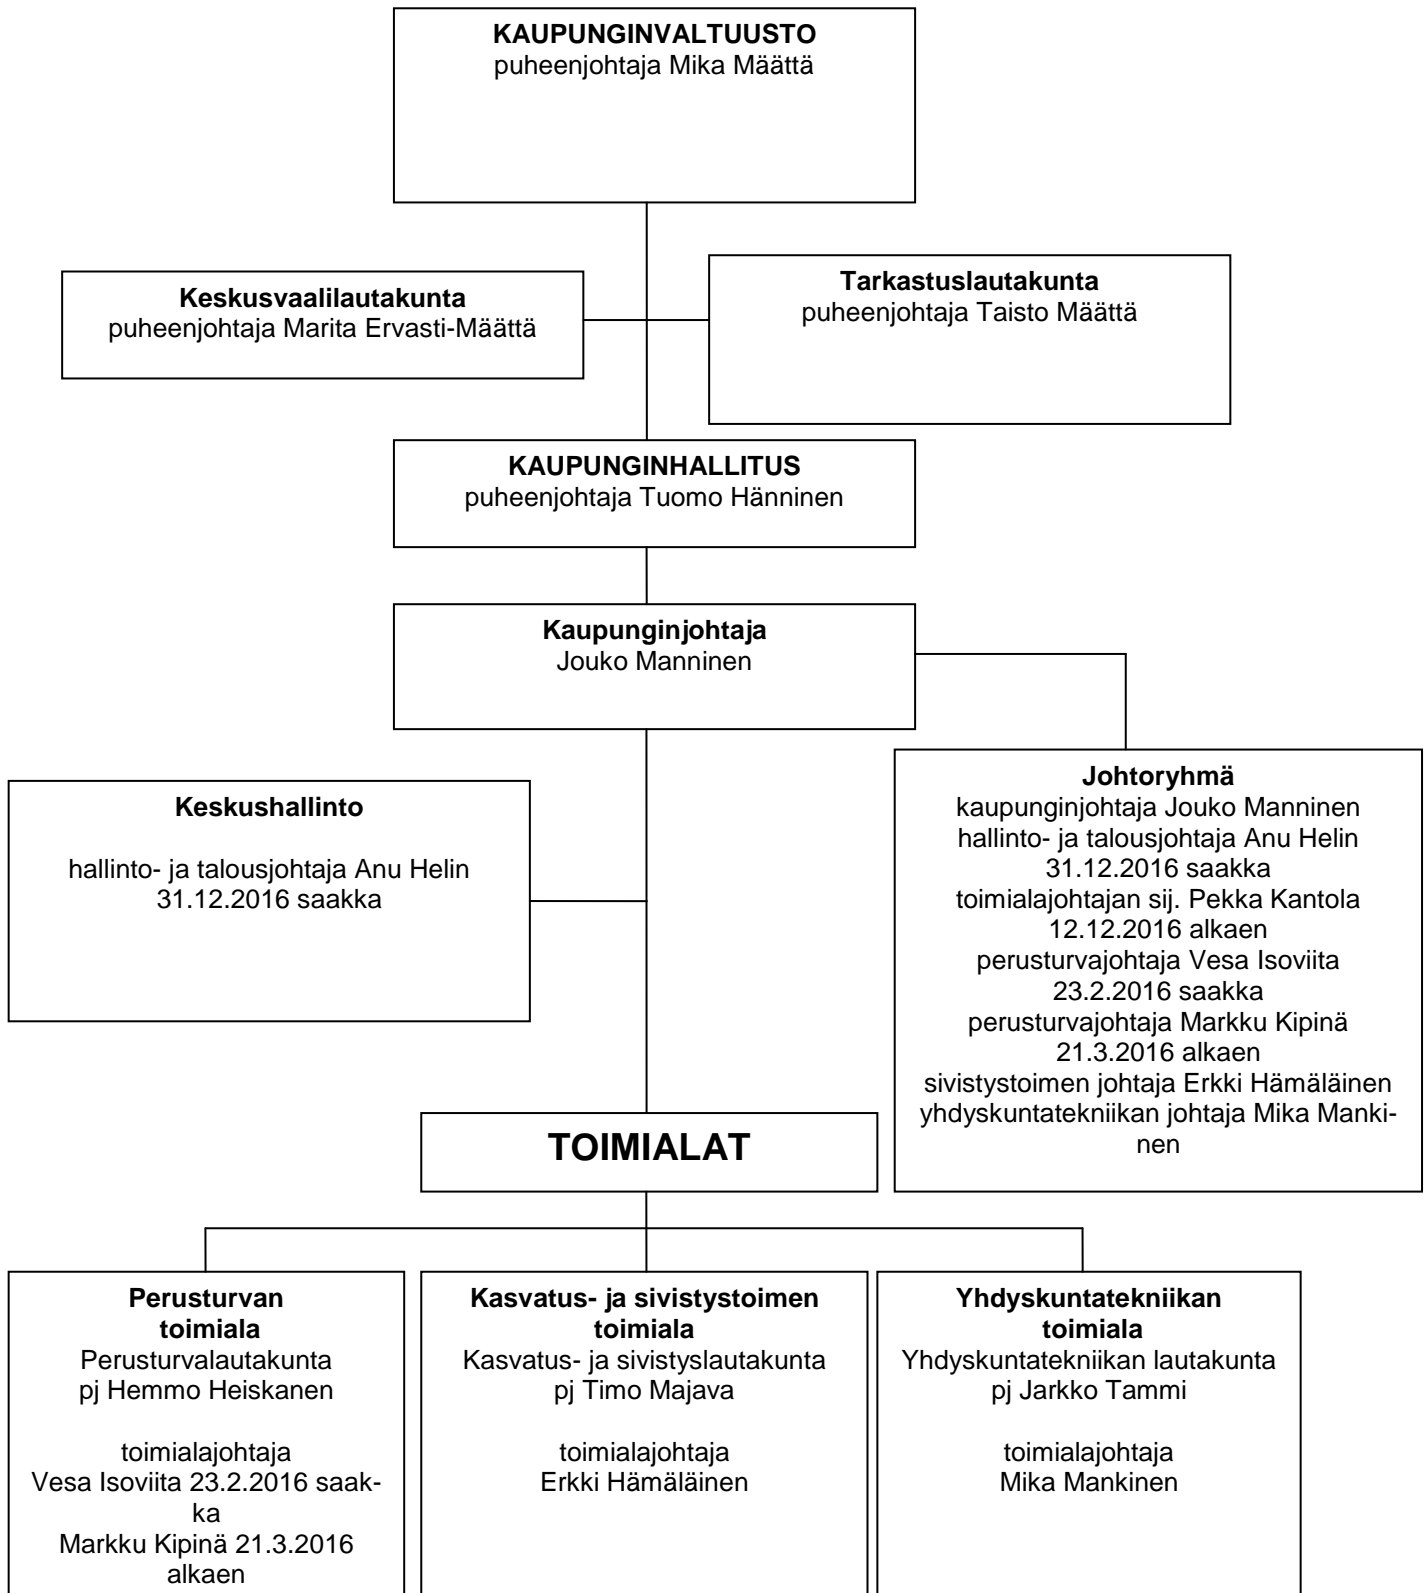 KAUPUNGINVALTUUSTO
puheenjohtaja Mika Määttä
Keskusvaalilautakunta
puheenjohtaja Marita Ervasti-Määttä
Tarkastuslautakunta
puheenjohtaja Taisto Määttä
KAUPUNGINHALLITUS
puheenjohtaja Tuomo Hänninen
Kaupunginjohtaja
Jouko Manninen
Keskushallinto
hallinto- ja talousjohtaja Anu Helin
31.12.2016 saakka
Johtoryhmä
kaupunginjohtaja Jouko Manninen
hallinto- ja talousjohtaja Anu Helin
31.12.2016 saakka
toimialajohtajan sij. Pekka Kantola
12.12.2016 alkaen
perusturvajohtaja Vesa Isoviita
23.2.2016 saakka
perusturvajohtaja Markku Kipinä
21.3.2016 alkaen
sivistystoimen johtaja Erkki Hämäläinen
yhdyskuntatekniikan johtaja Mika Manki-
nen
TOIMIALAT
Perusturvan
toimiala
Perusturvalautakunta
pj Hemmo Heiskanen
toimialajohtaja
Vesa Isoviita 23.2.2016 saak-
ka
Markku Kipinä 21.3.2016
alkaen
Kasvatus- ja sivistystoimen
toimiala
Kasvatus- ja sivistyslautakunta
pj Timo Majava
toimialajohtaja
Erkki Hämäläinen
Yhdyskuntatekniikan
toimiala
Yhdyskuntatekniikan lautakunta
pj Jarkko Tammi
toimialajohtaja
Mika Mankinen